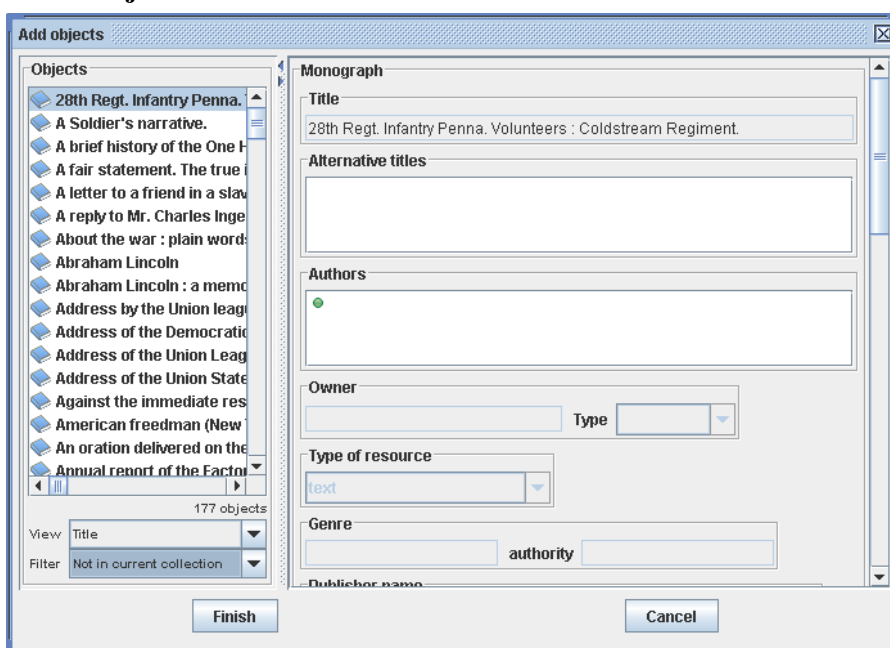 Add objects
Objects
28th Regt. Infantry Penna.
A Soldier's narrative.
A brief history of the One H
A fair statement. The true i
A letter to a friend in a slav
A reply to Mr. Charles Inge
About the war : plain word
Abraham Lincoln
Abraham Lincoln : a memo
Address by the Union leag
Address of the Democratic
Address of the Union Leag
Address of the Union State
Against the immediate res
American freedman (New
An oration delivered on the
Annual report of the Factor
177 objects
View Title
Filter Not in current collection
Monograph
Title
28th Regt. Infantry Penna. Volunteers : Coldstream Regiment.
Alternative titles
Authors
Owner
Type
Type of resource
text
Genre
authority
Publisher name
Finish
Cancel